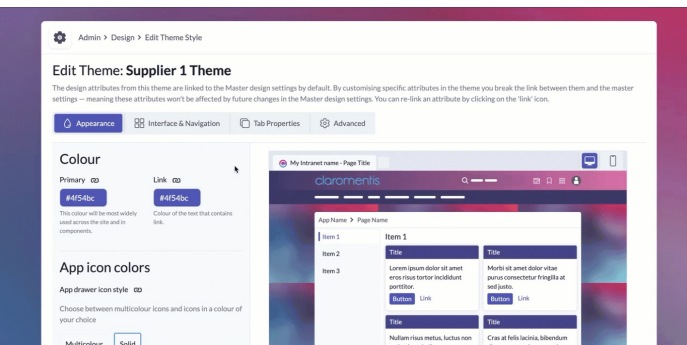 Admin > Design > Edit Theme Style
Edit Theme: Supplier 1 Theme
The design attributes from this theme are linked to the Master design settings by default. By customising specific attributes in the theme you break the link between them and the master
settings — meaning these attributes won't be affected by future changes in the Master design settings. You can re-link an attribute by clicking on the 'link' icon.
Appearance
Interface & Navigation
Tab Properties
Advanced
Colour
Primary
Link
#4f54bc
#4f54bc
This colour will be most widely
used across the site and in
components.
Colour of the text that contains
link.
App icon colors
App drawer icon style
Choose between multicolour icons and icons in a colour of
your choice
Multicolour
Solid
My Intranet name - Page Title
claromentis
App Name > Page Name
Item 1
Item 2
Item 3
Item 1
Title
Lorem ipsum dolor sit amet
eros risus tortor incididunt
porttitor.
Button Link
Title
Morbi sit amet dolor vitae
purus consectetur fringilla at
sed justo.
Button Link
Title
Nullam risus metus, luctus non
Title
Cras at felis lacinia, bibendum